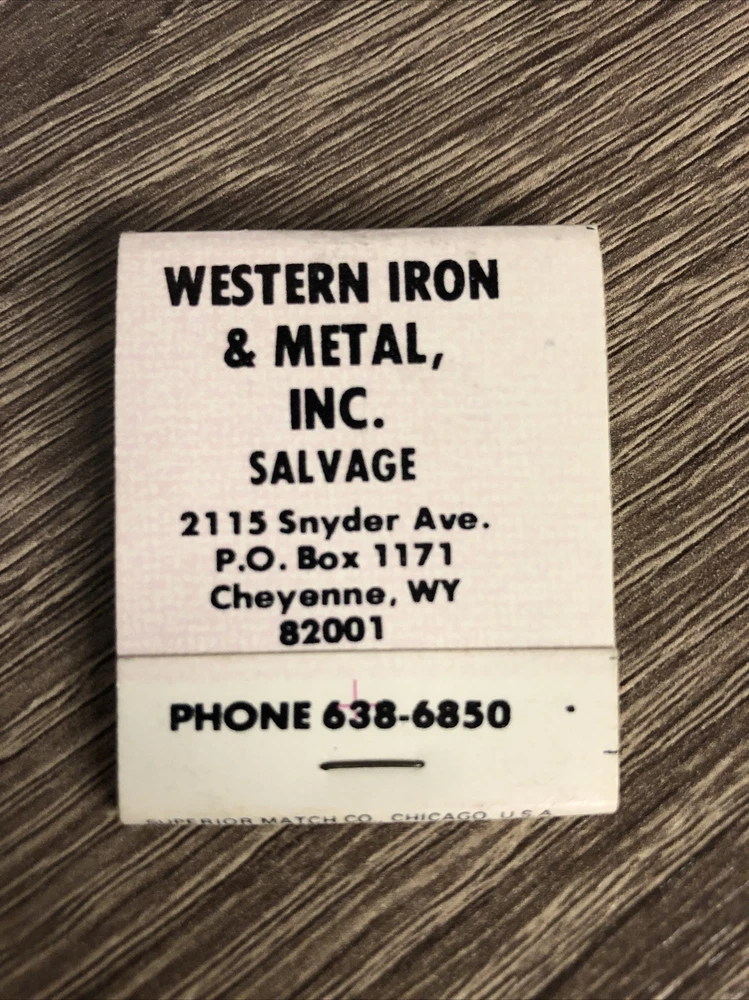 WESTERN IRON
& METAL,
INC.
SALVAGE
2115 Snyder Ave.
P.O. Box 1171
Cheyenne, WY
82001
PHONE 638-6850
SUPERIOR MATCH CO. CHICAGO U.S.A.